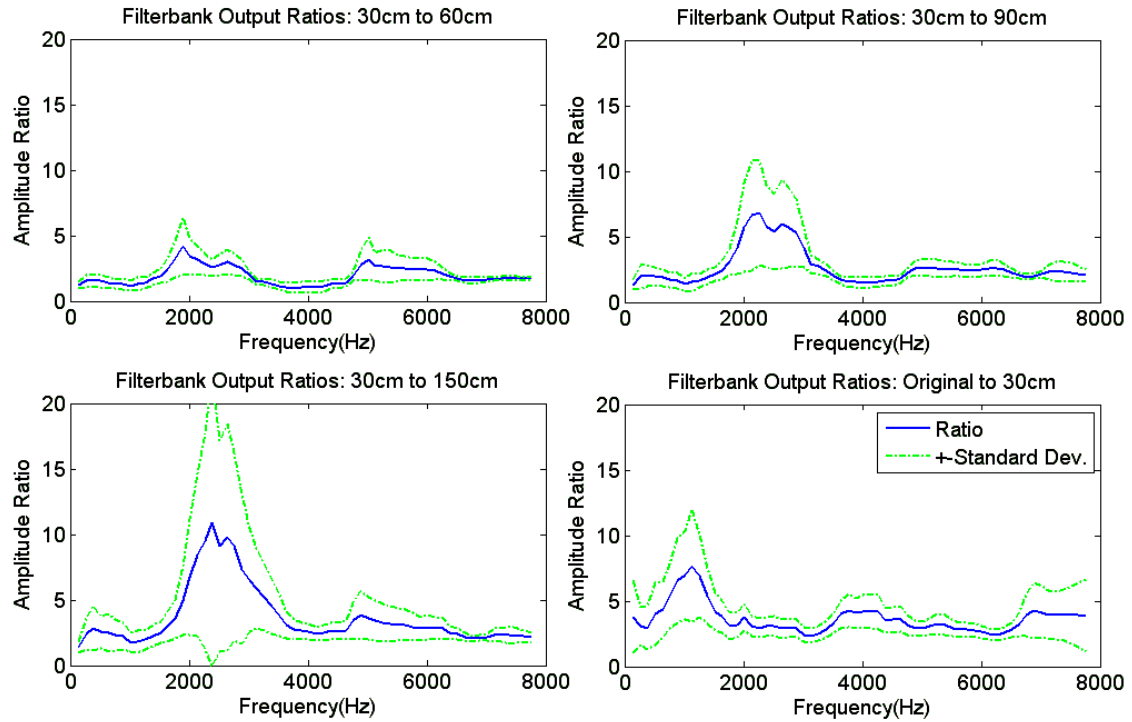 Filterbank Output Ratios: 30cm to 60cm
20
15
10
5
0
Amplitude Ratio
0 2000 4000 6000 8000
Frequency(Hz)
Filterbank Output Ratios: 30cm to 90cm
20
15
10
5
0
Amplitude Ratio
0 2000 4000 6000 8000
Frequency(Hz)
Filterbank Output Ratios: 30cm to 150cm
20
15
10
5
0
Amplitude Ratio
0 2000 4000 6000 8000
Frequency(Hz)
Filterbank Output Ratios: Original to 30cm
20
15
10
5
0
Amplitude Ratio
Ratio
+-Standard Dev.
0 2000 4000 6000 8000
Frequency(Hz)